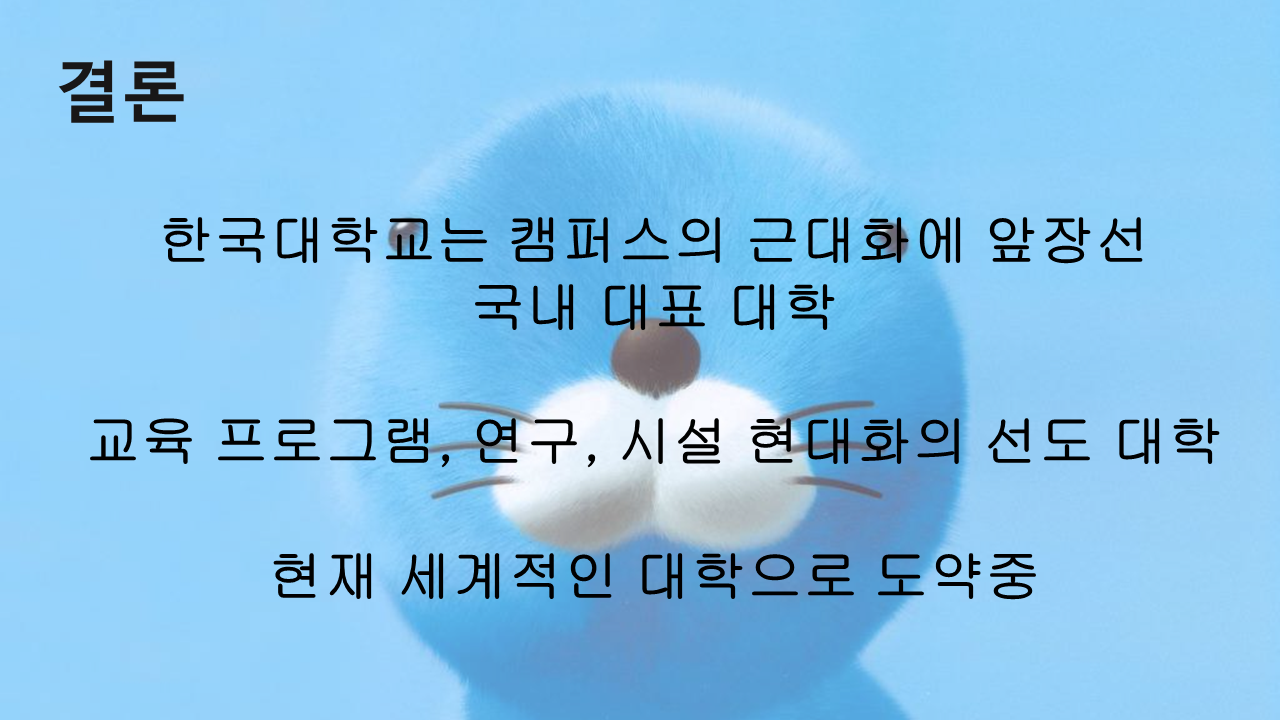 결론
한국대학교는 캠퍼스의 근대화에 앞장선
국내 대표 대학
교육 프로그램, 연구, 시설 현대화의 선도 대학
현재 세계적인 대학으로 도약중